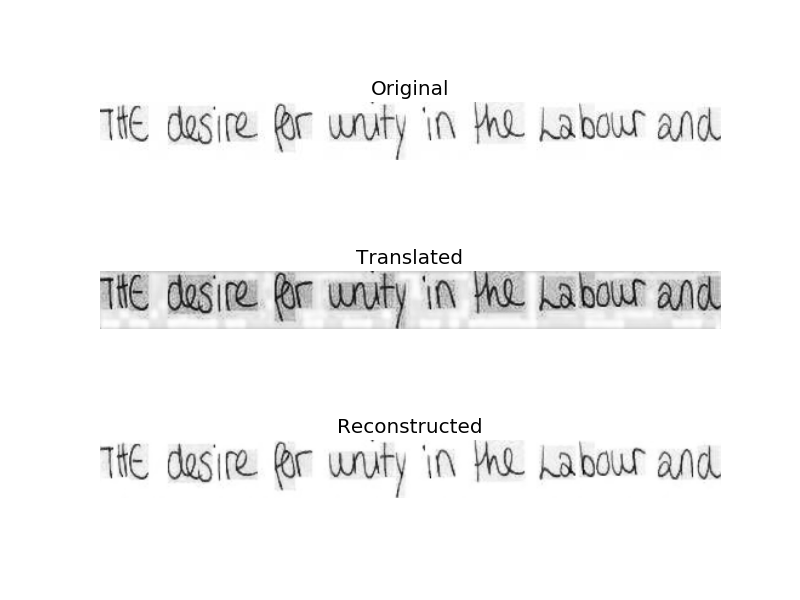 Original
THE desire for unity in the Labour and
Translated
THE desire for unity in the Labour and
Reconstructed
THE desire for unity in the Labour and